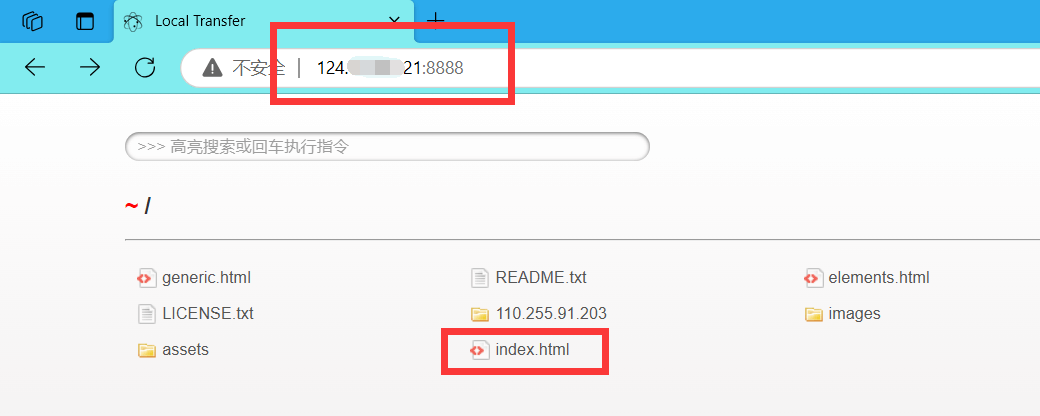 Local Transfer
不安全 124. 21:8888
>>> 高亮搜索或回车执行指令
~ /
generic.html README.txt elements.html
LICENSE.txt 110.255.91.203 images
assets index.html